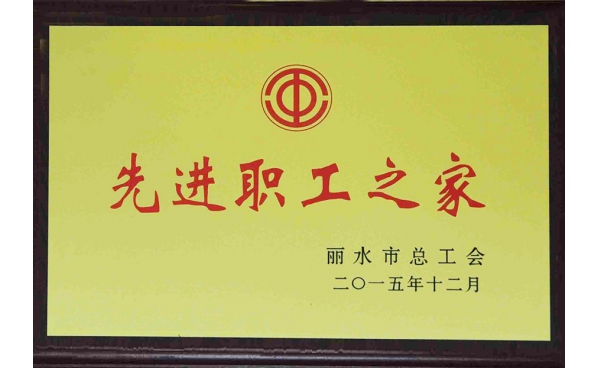 先进职工之家
丽水市总工会
二〇一五年十二月